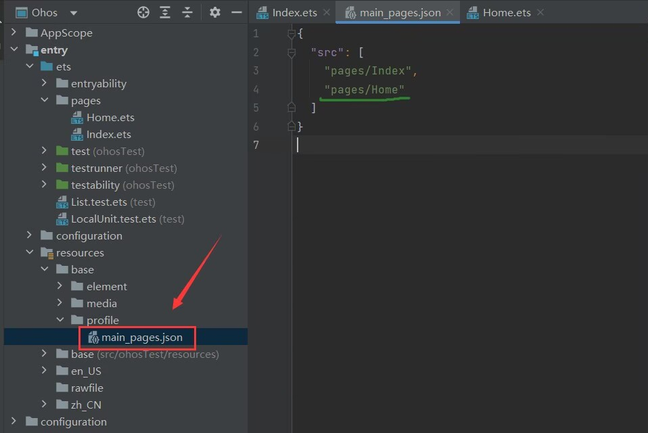 Ohos
Index.ets
main_pages.json
Home.ets
AppScope
entry
ets
entryability
pages
Home.ets
Index.ets
test (ohosTest)
testrunner (ohosTest)
testability (ohosTest)
List.test.ets (test)
LocalUnit.test.ets (test)
configuration
resources
base
element
media
profile
main_pages.json
base (src/ohosTest/resources)
en_US
rawfile
zh_CN
configuration
1 {
2 "src": [
3 "pages/Index",
4 "pages/Home"
5 ]
6 }
7